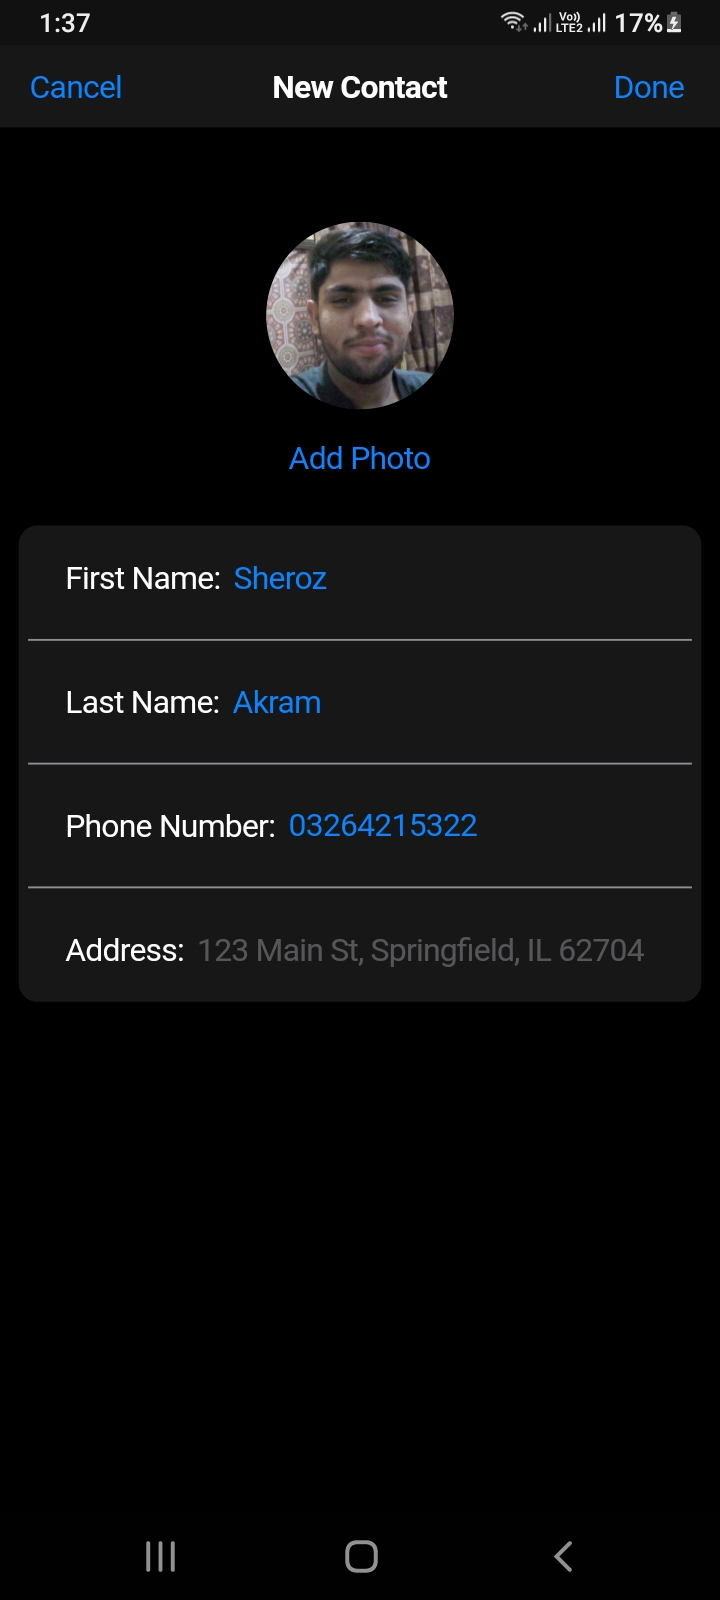 1:37 Vo)) LTE2 17%
Cancel New Contact Done
Add Photo
First Name: Sheroz
Last Name: Akram
Phone Number: 03264215322
Address: 123 Main St, Springfield, IL 62704